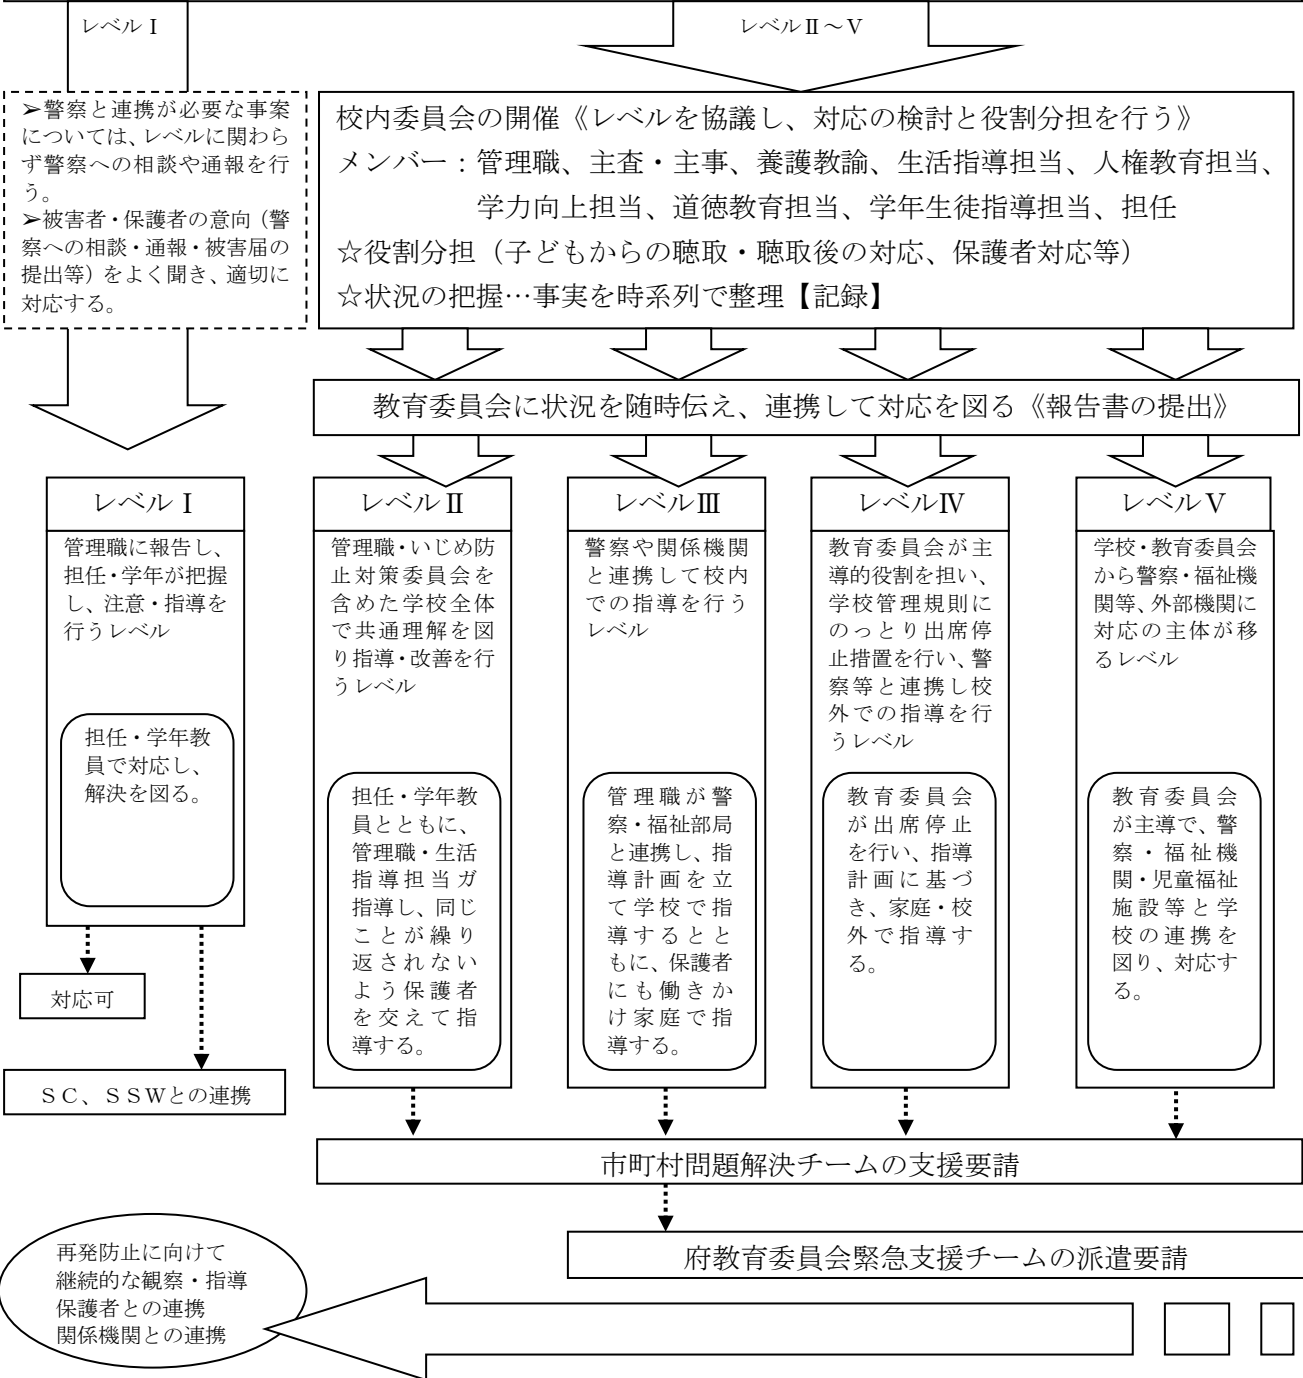 レベルⅠ
レベルⅡ～Ⅴ
➢警察と連携が必要な事案
については、レベルに関わら
ず警察への相談や通報を行
う。
➢被害者・保護者の意向（警
察への相談・通報・被害届の
提出等）をよく聞き、適切に
対応する。
校内委員会の開催《レベルを協議し、対応の検討と役割分担を行う》
メンバー：管理職、主査・主事、養護教諭、生活指導担当、人権教育担当、
学力向上担当、道徳教育担当、学年生徒指導担当、担任
☆役割分担（子どもからの聴取・聴取後の対応、保護者対応等）
☆状況の把握…事実を時系列で整理【記録】
教育委員会に状況を随時伝え、連携して対応を図る《報告書の提出》
レベルⅠ
管理職に報告し、
担任・学年が把握
し、注意・指導を
行うレベル
担任・学年教
員で対応し、
解決を図る。
対応可
ＳＣ、ＳＳＷとの連携
レベルⅡ
管理職・いじめ防
止対策委員会を
含めた学校全体
で共通理解を図
り指導・改善を行
うレベル
担任・学年教
員とともに、
管理職・生活
指導担当ガ
指導し、同じ
ことが繰り
返されない
よう保護者
を交えて指
導する。
レベルⅢ
警察や関係機関
と連携して校内
での指導を行う
レベル
管理職が警
察・福祉部局
と連携し、指
導計画を立
て学校で指
導するとと
もに、保護者
にも働きか
け家庭で指
導する。
レベルⅣ
教育委員会が主
導的役割を担い、
学校管理規則に
のっとり出席停
止措置を行い、警
察等と連携し校
外での指導を行
うレベル
教育委員会
が出席停止
を行い、指導
計画に基づ
き、家庭・校
外で指導す
る。
レベルⅤ
学校・教育委員会
から警察・福祉機
関等、外部機関に
対応の主体が移
るレベル
教育委員会
が主導で、警
察・福祉機
関・児童福祉
施設等と学
校の連携を
図り、対応す
る。
市町村問題解決チームの支援要請
府教育委員会緊急支援チームの派遣要請
再発防止に向けて
継続的な観察・指導
保護者との連携
関係機関との連携